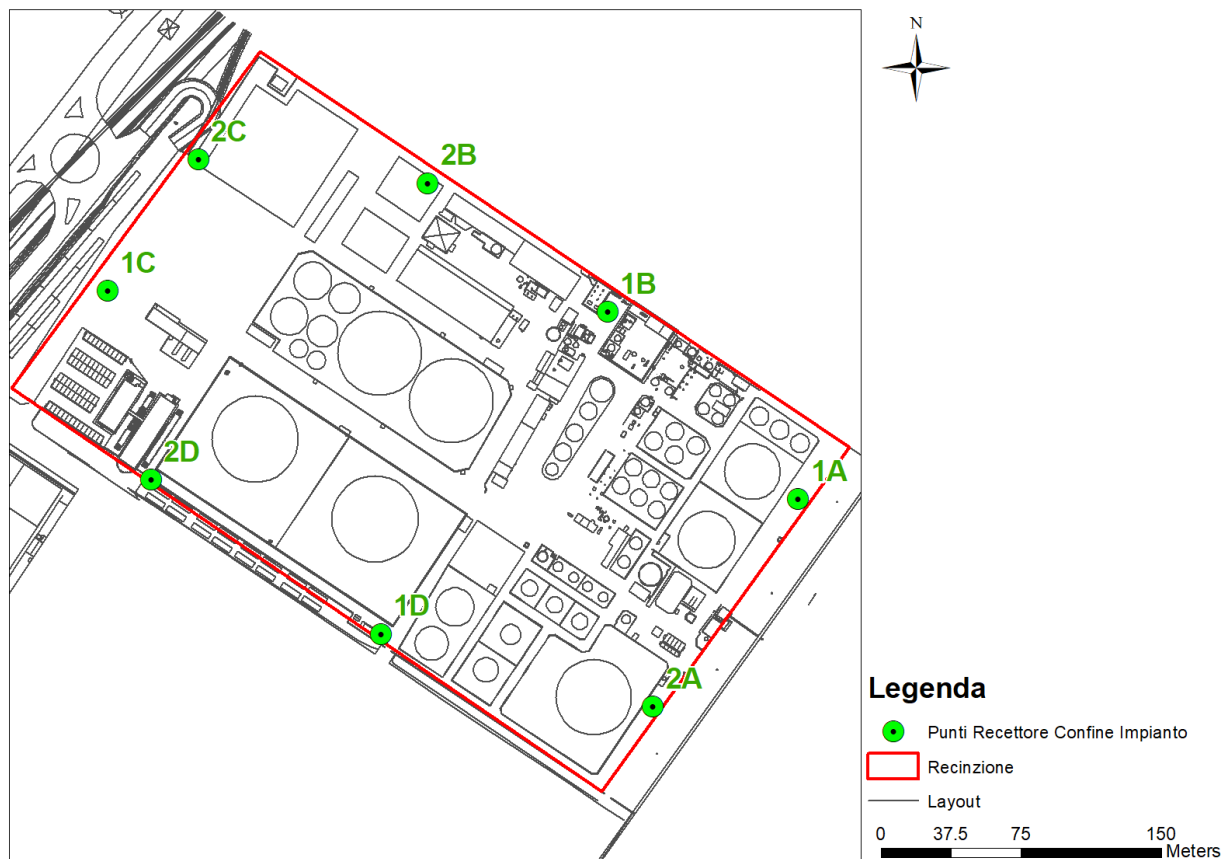 N
2C
2B
1C
1B
1A
2D
1D
2A
Legenda
Punti Recettore Confine Impianto
Recinzione
Layout
0 37.5 75 150
Meters